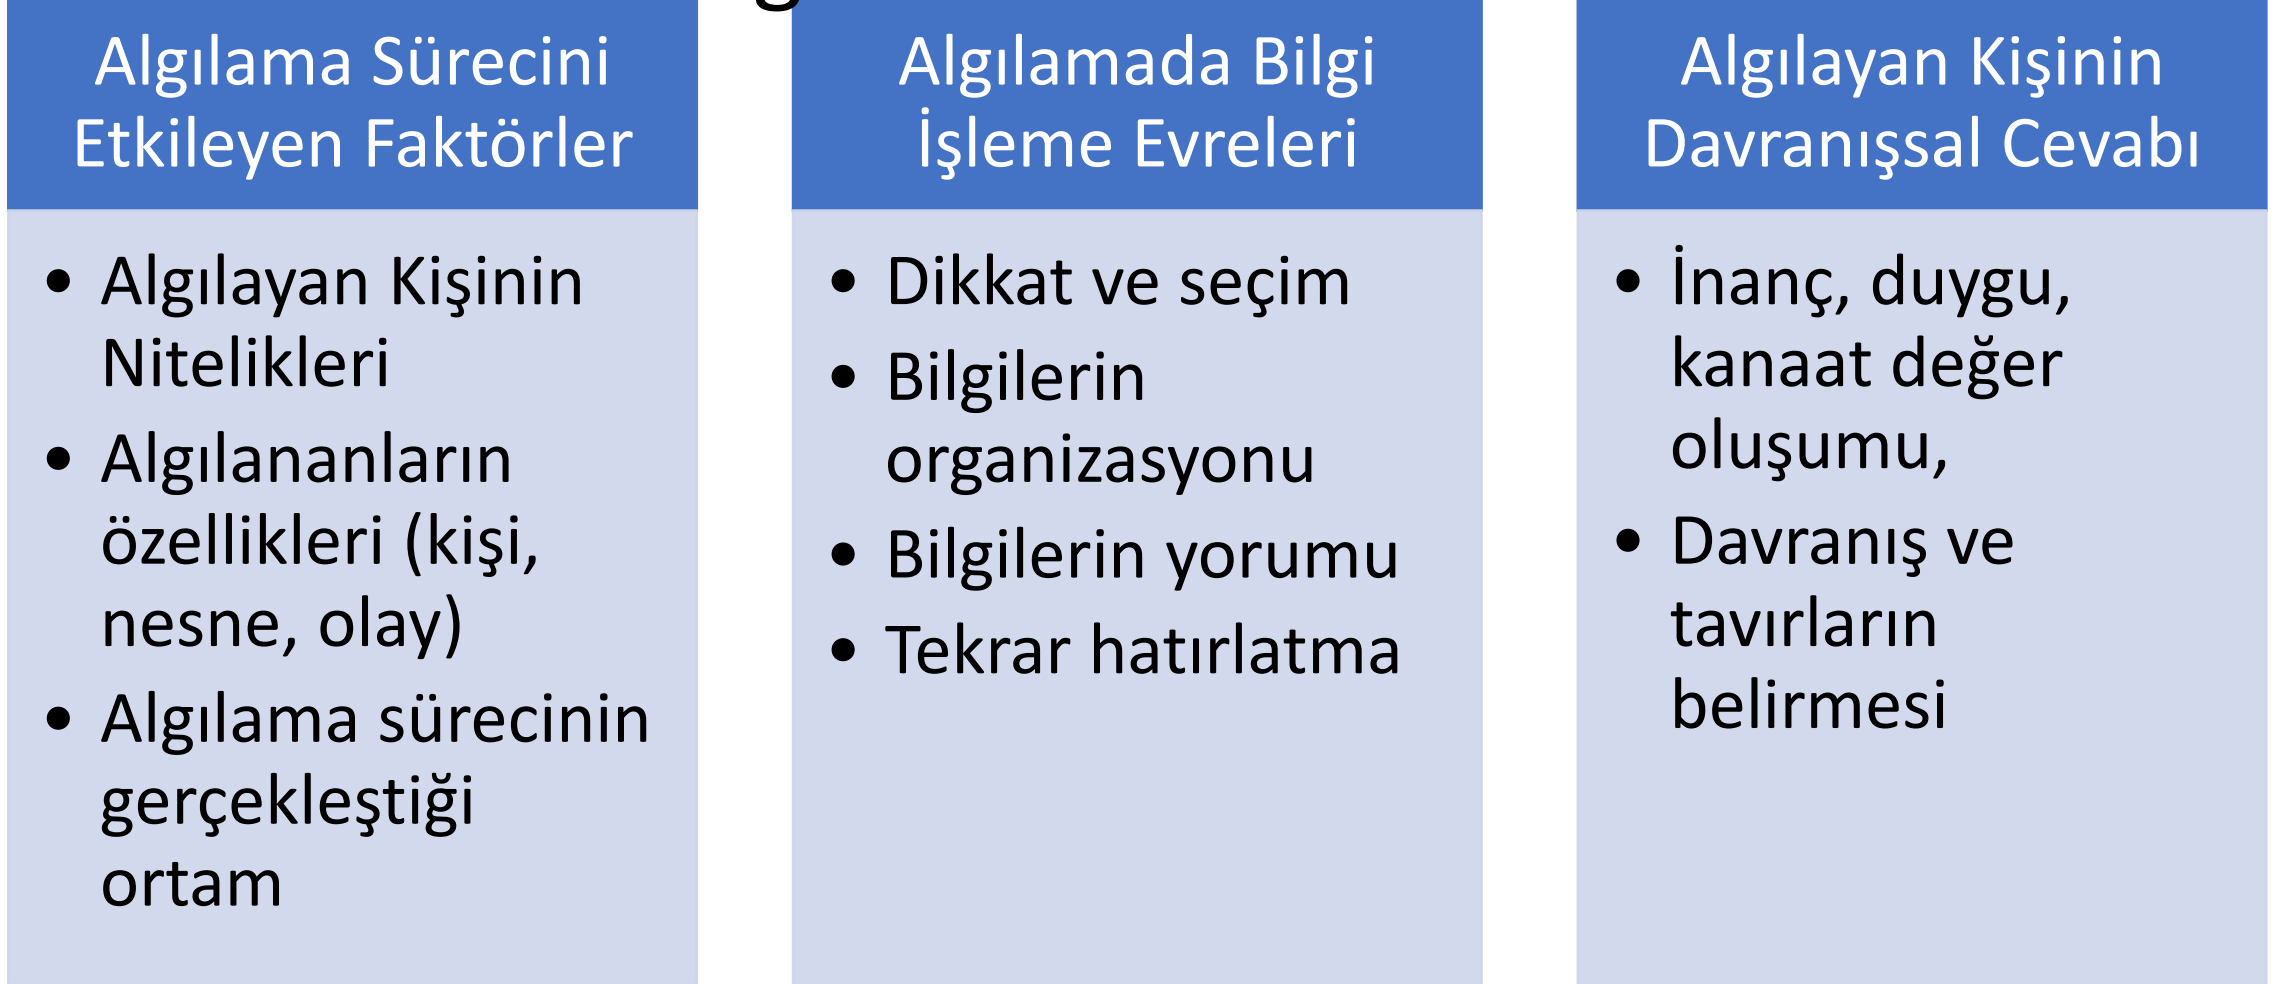 Algılama Sürecini
Etkileyen Faktörler
• Algılayan Kişinin
Nitelikleri
• Algılananların
özellikleri (kişi,
nesne, olay)
• Algılama sürecinin
gerçekleştiği
ortam
Algılamada Bilgi
İşleme Evreleri
• Dikkat ve seçim
• Bilgilerin
organizasyonu
• Bilgilerin yorumu
• Tekrar hatırlatma
Algılayan Kişinin
Davranışsal Cevabı
• İnanç, duygu,
kanaat değer
oluşumu,
• Davranış ve
tavırların
belirmesi